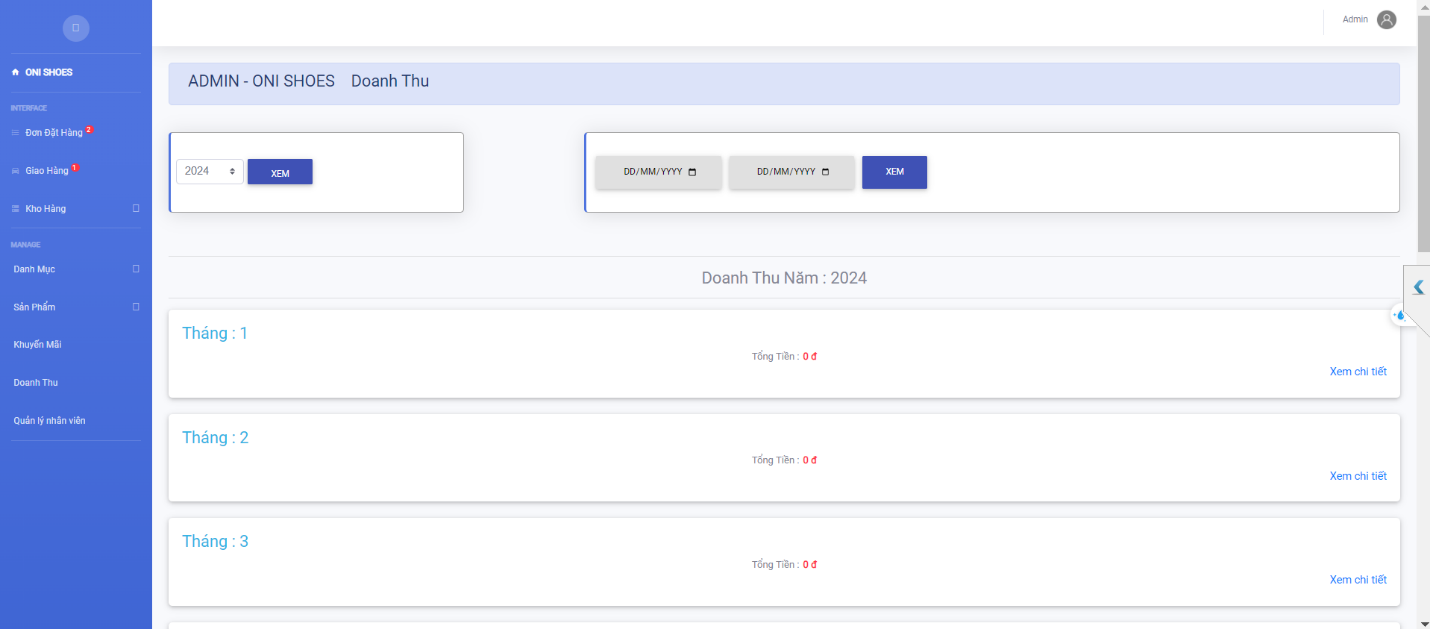 Admin
ONI SHOES
INTERFACE
Đơn Đặt Hàng 2
Giao Hàng 1
Kho Hàng
MANAGE
Danh Mục
Sản Phẩm
Khuyến Mãi
Doanh Thu
Quản lý nhân viên
ADMIN - ONI SHOES Doanh Thu
2024 XEM
DD/MM/YYYY DD/MM/YYYY XEM
Doanh Thu Năm : 2024
Tháng : 1
Tổng Tiền : 0 đ
Xem chi tiết
Tháng : 2
Tổng Tiền : 0 đ
Xem chi tiết
Tháng : 3
Tổng Tiền : 0 đ
Xem chi tiết